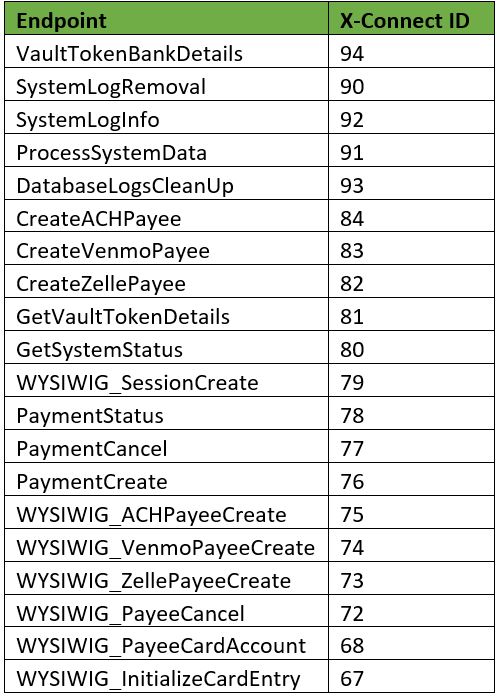 Endpoint X-Connect ID
VaultTokenBankDetails 94
SystemLogRemoval 90
SystemLogInfo 92
ProcessSystemData 91
DatabaseLogsCleanUp 93
CreateACHPayee 84
CreateVenmoPayee 83
CreateZellePayee 82
GetVaultTokenDetails 81
GetSystemStatus 80
WYSIWIG_SessionCreate 79
PaymentStatus 78
PaymentCancel 77
PaymentCreate 76
WYSIWIG_ACHPayeeCreate 75
WYSIWIG_VenmoPayeeCreate 74
WYSIWIG_ZellePayeeCreate 73
WYSIWIG_PayeeCancel 72
WYSIWIG_PayeeCardAccount 68
WYSIWIG_InitializeCardEntry 67